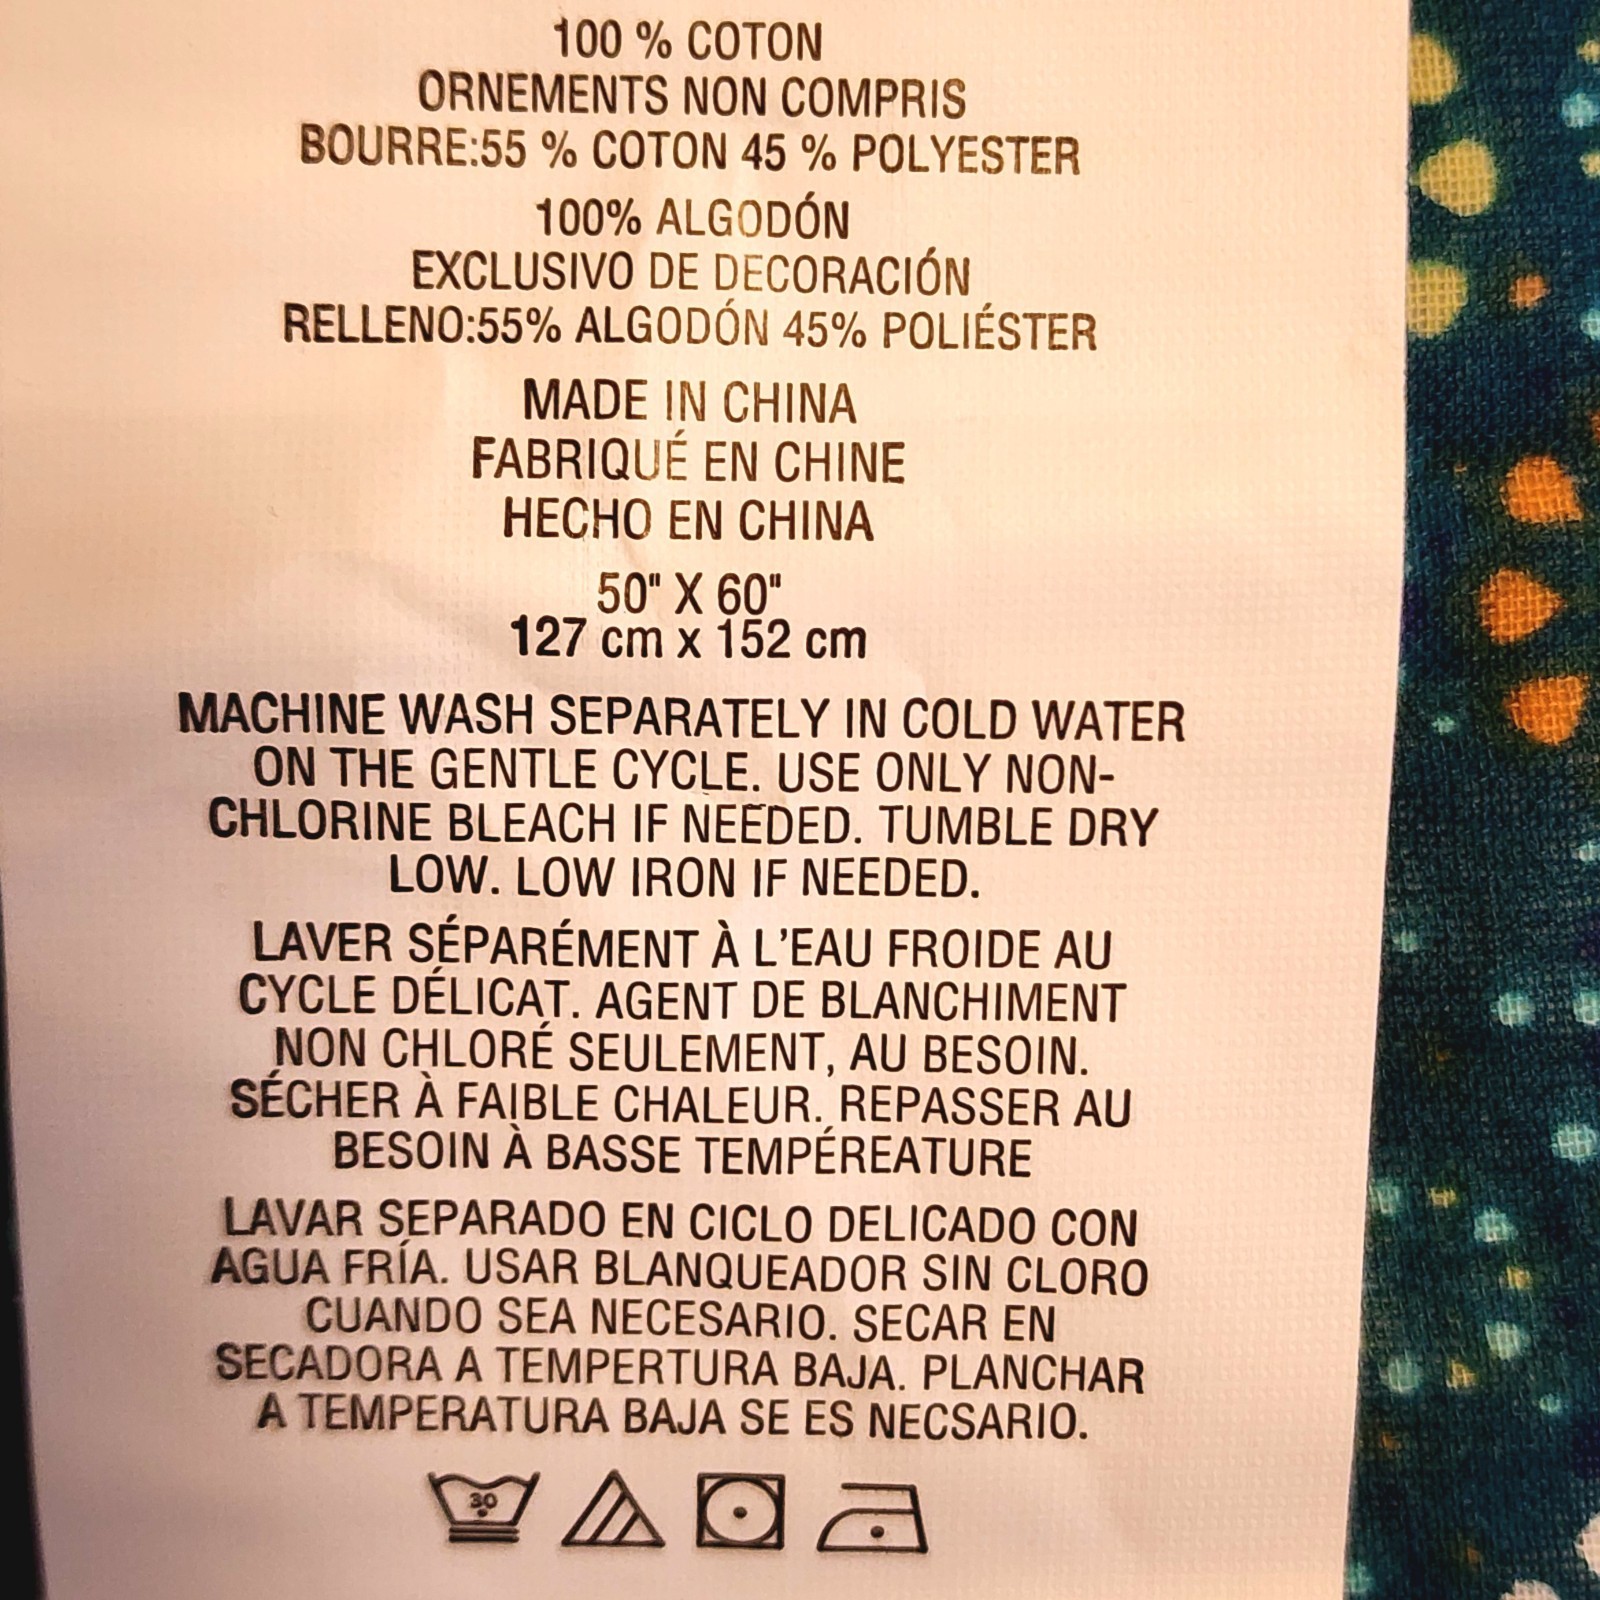 100 % COTON
ORNEMENTS NON COMPRIS
BOURRE:55 % COTON 45 % POLYESTER
100% ALGODÓN
EXCLUSIVO DE DECORACIÓN
RELLENO:55% ALGODÓN 45% POLIÉSTER
MADE IN CHINA
FABRIQUÉ EN CHINE
HECHO EN CHINA
50" X 60"
127 cm x 152 cm
MACHINE WASH SEPARATELY IN COLD WATER
ON THE GENTLE CYCLE. USE ONLY NON-
CHLORINE BLEACH IF NEEDED. TUMBLE DRY
LOW. LOW IRON IF NEEDED.
LAVER SÉPARÉMENT À L'EAU FROIDE AU
CYCLE DÉLICAT. AGENT DE BLANCHIMENT
NON CHLORÉ SEULEMENT, AU BESOIN.
SÉCHER À FAIBLE CHALEUR. REPASSER AU
BESOIN À BASSE TEMPÉREATURE
LAVAR SEPARADO EN CICLO DELICADO CON
AGUA FRÍA. USAR BLANQUEADOR SIN CLORO
CUANDO SEA NECESARIO. SECAR EN
SECADORA A TEMPERTURA BAJA. PLANCHAR
A TEMPERATURA BAJA SE ES NECSARIO.
30